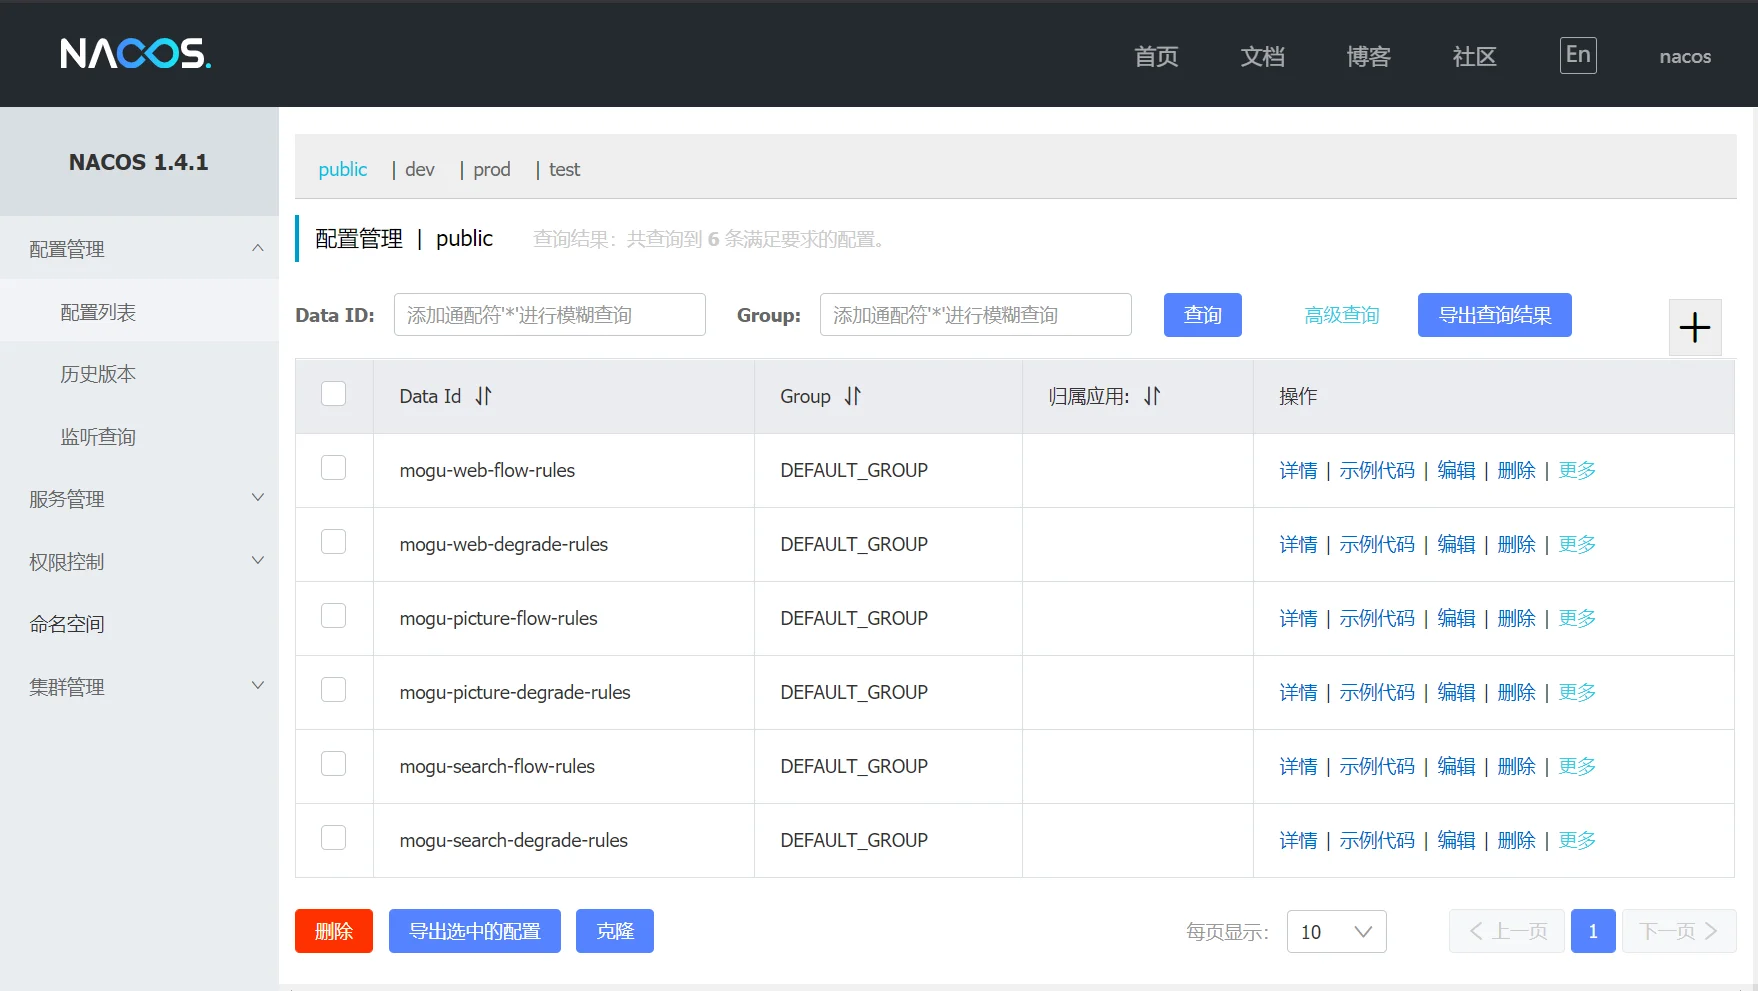 NACOS.
首页 文档 博客 社区 En nacos
NACOS 1.4.1
配置管理
配置列表
历史版本
监听查询
服务管理
权限控制
命名空间
集群管理
public | dev | prod | test
配置管理 | public 查询结果：共查询到 6 条满足要求的配置。
Data ID: 添加通配符'*'进行模糊查询 Group: 添加通配符'*'进行模糊查询 查询 高级查询 导出查询结果
Data Id Group 归属应用: 操作
mogu-web-flow-rules DEFAULT_GROUP 详情 | 示例代码 | 编辑 | 删除 | 更多
mogu-web-degrade-rules DEFAULT_GROUP 详情 | 示例代码 | 编辑 | 删除 | 更多
mogu-picture-flow-rules DEFAULT_GROUP 详情 | 示例代码 | 编辑 | 删除 | 更多
mogu-picture-degrade-rules DEFAULT_GROUP 详情 | 示例代码 | 编辑 | 删除 | 更多
mogu-search-flow-rules DEFAULT_GROUP 详情 | 示例代码 | 编辑 | 删除 | 更多
mogu-search-degrade-rules DEFAULT_GROUP 详情 | 示例代码 | 编辑 | 删除 | 更多
删除 导出选中的配置 克隆 每页显示: 10 上一页 1 下一页